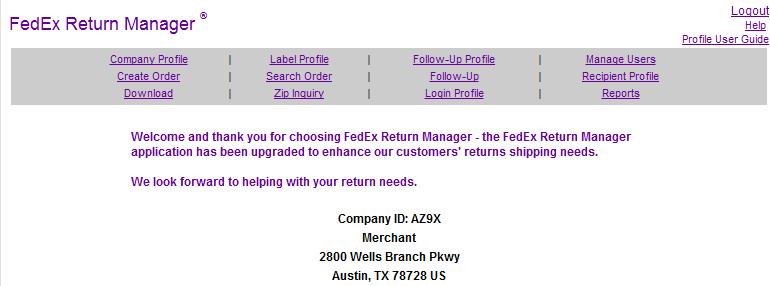 FedEx Return Manager ®
Logout
Help
Profile User Guide
Company Profile | Label Profile | Follow-Up Profile | Manage Users
Create Order | Search Order | Follow-Up | Recipient Profile
Download | Zip Inquiry | Login Profile | Reports
Welcome and thank you for choosing FedEx Return Manager - the FedEx Return Manager
application has been upgraded to enhance our customers' returns shipping needs.
We look forward to helping with your return needs.
Company ID: AZ9X
Merchant
2800 Wells Branch Pkwy
Austin, TX 78728 US